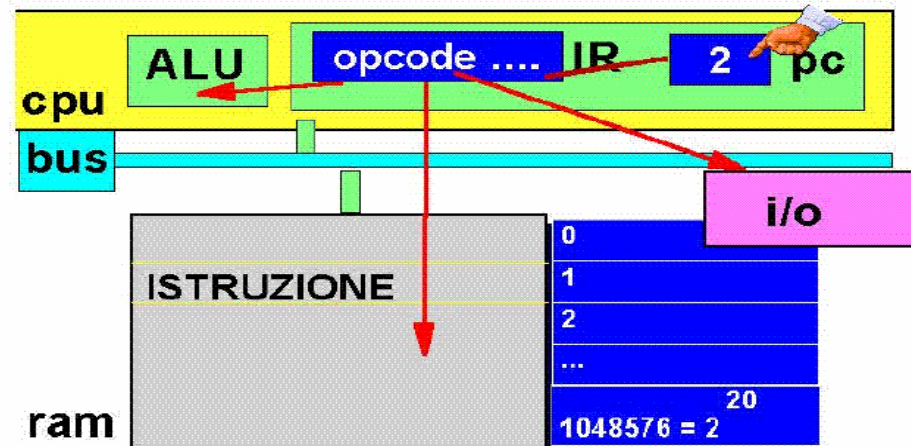 ALU
opcode .... IR
2
pc
cpu
bus
i/o
ISTRUZIONE
0
1
2
...
20
1048576 = 2
ram